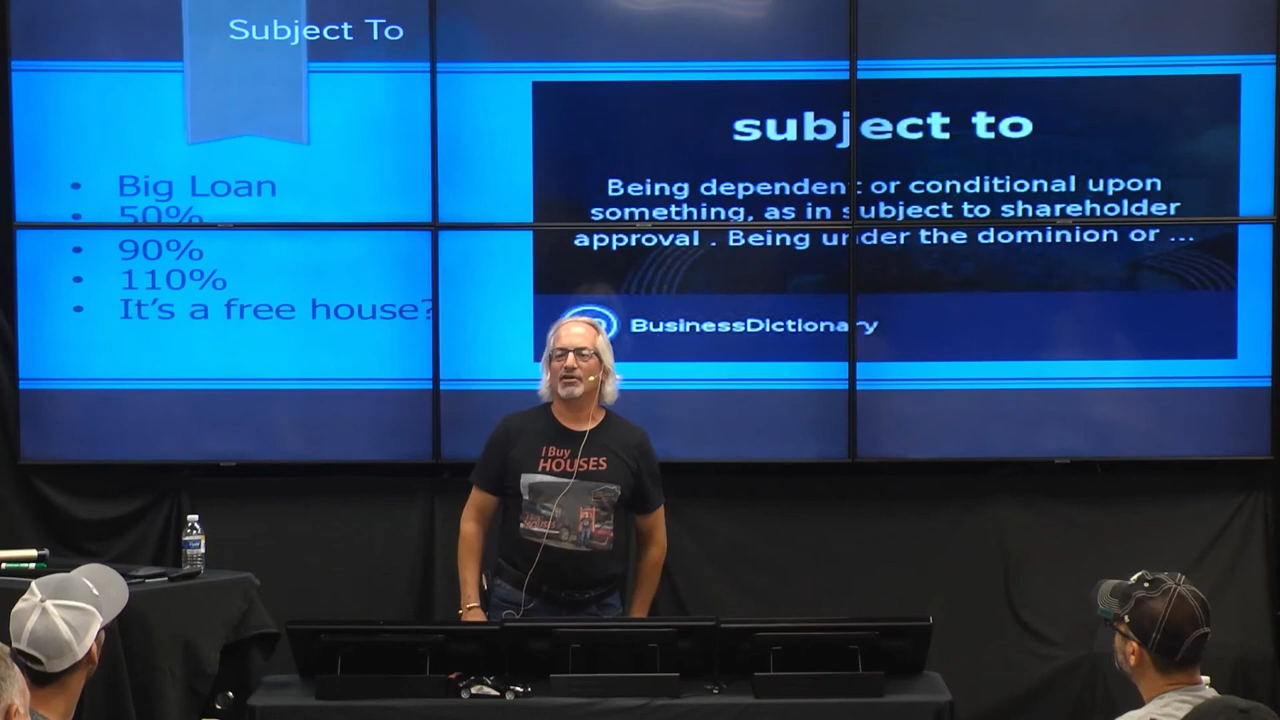 Subject To
• Big Loan
• 50%
• 90%
• 110%
• It's a free house?
subject to
Being dependent or conditional upon
something, as in subject to shareholder
approval . Being under the dominion or ...
BusinessDictionary
I Buy
HOUSES